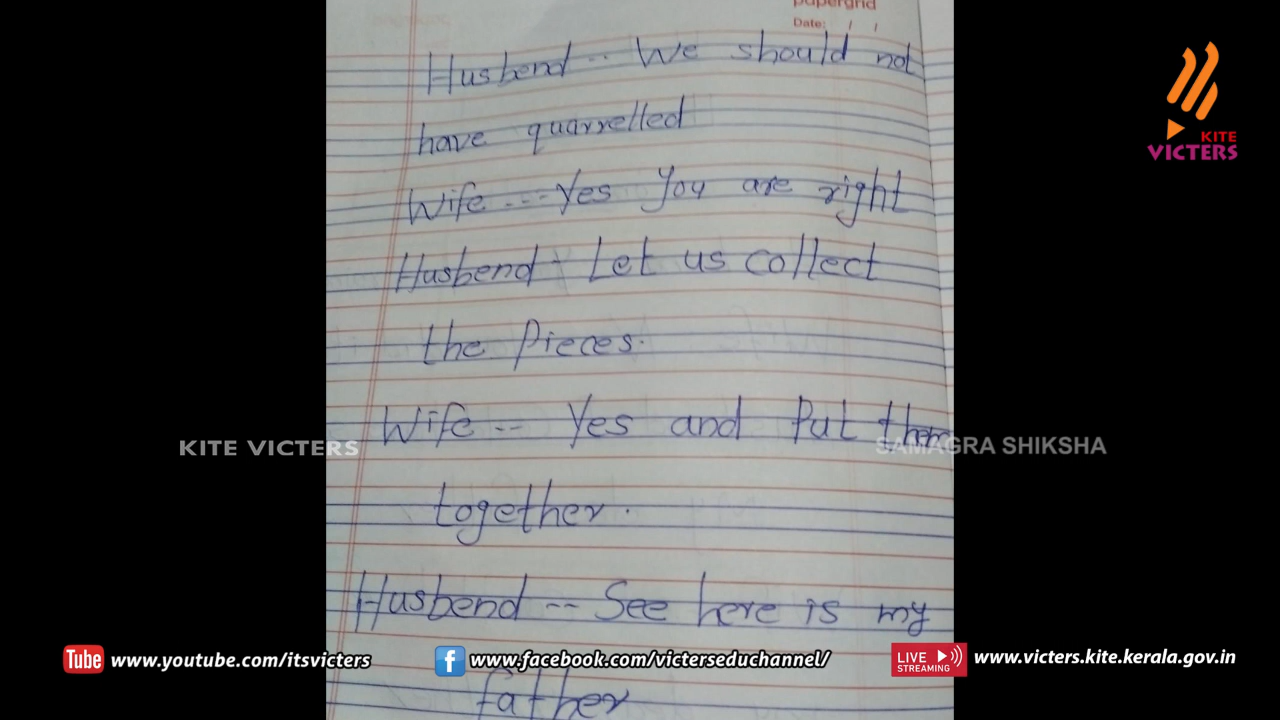 papergrid
Date: / /
Husbend -- We should not
have quarrelled
Wife --- Yes You are right
Husbend - Let us collect
the Pieces.
Wife -- Yes and Put them
together.
Husbend -- See here is my
father
KITE
VICTERS
KITE VICTERS
SAMAGRA SHIKSHA
Tube www.youtube.com/itsvicters
f www.facebook.com/victerseduchannel/
LIVE
STREAMING
www.victers.kite.kerala.gov.in